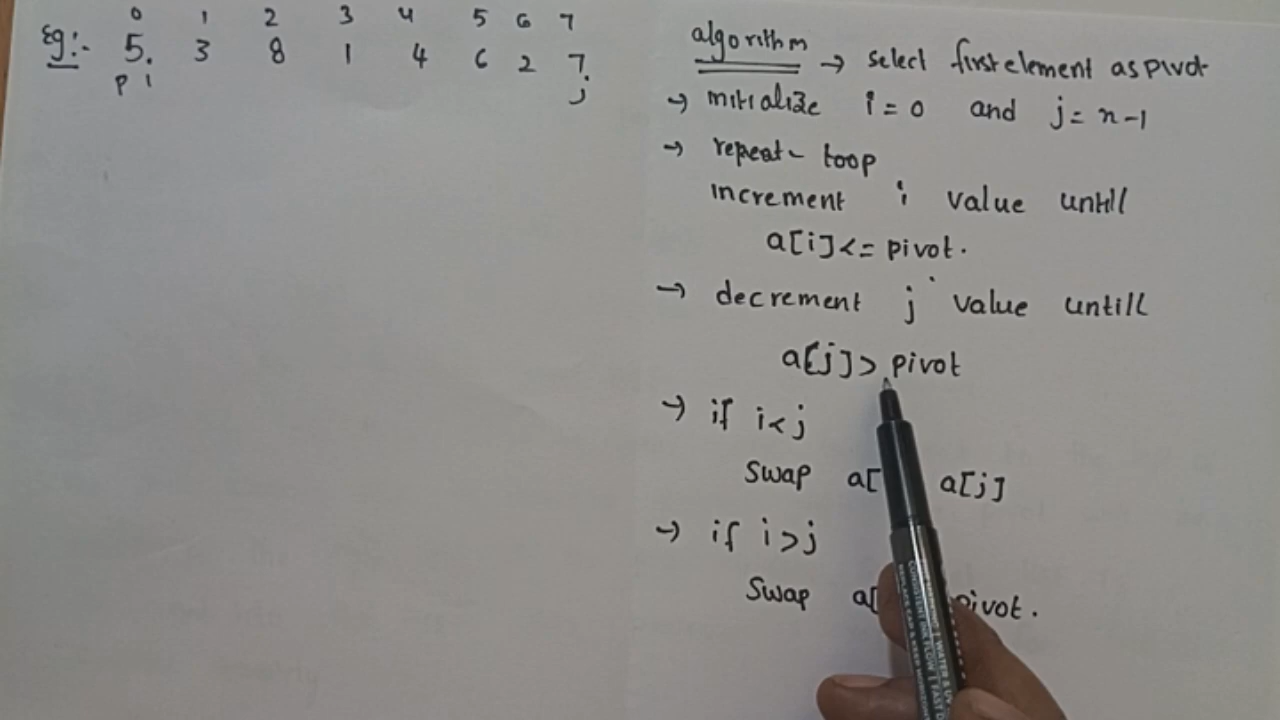 0 1 2 3 4 5 6 7
Eg:- 5. 3 8 1 4 6 2 7
p i j
algorithm → select first element as pivot
→ initialize i = 0 and j = n-1
→ repeat loop
increment i value untill
a[i] <= pivot.
→ decrement j value untill
a[j] > pivot
→ if i < j
Swap a[ a[j]
→ if i > j
Swap a[ pivot.